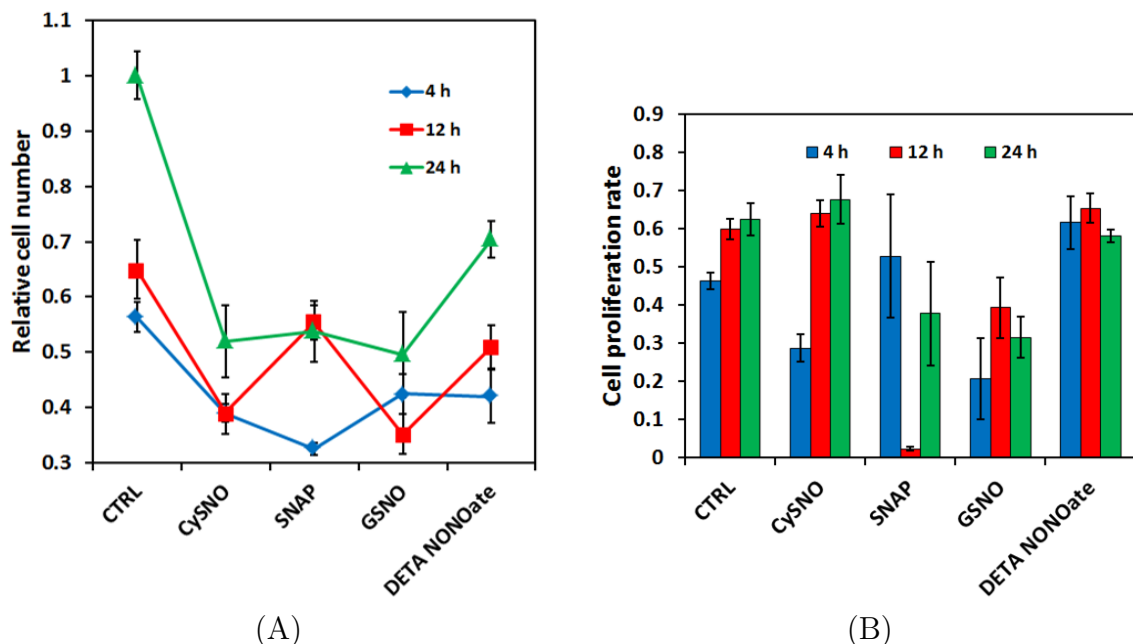 1.1
1
0.9
0.8
0.7
0.6
0.5
0.4
0.3
Relative cell number
4 h
12 h
24 h
CTRL
CySNO
SNAP
GSNO
DETA NONOate
(A)
0.9
0.8
0.7
0.6
0.5
0.4
0.3
0.2
0.1
0
Cell proliferation rate
4 h 12 h 24 h
CTRL
CySNO
SNAP
GSNO
DETA NONOate
(B)